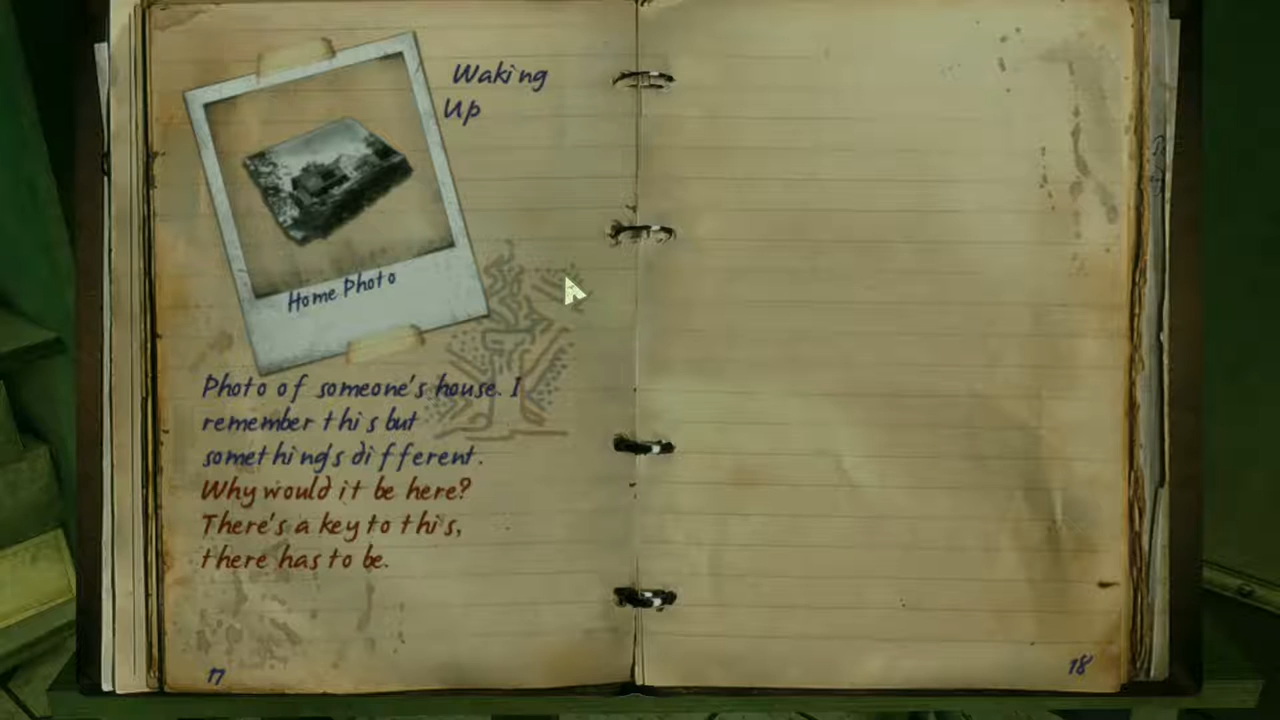 Waking
Up
Home Photo
Photo of someone's house. I
remember this but
something's different.
Why would it be here?
There's a key to this,
there has to be.
17
18